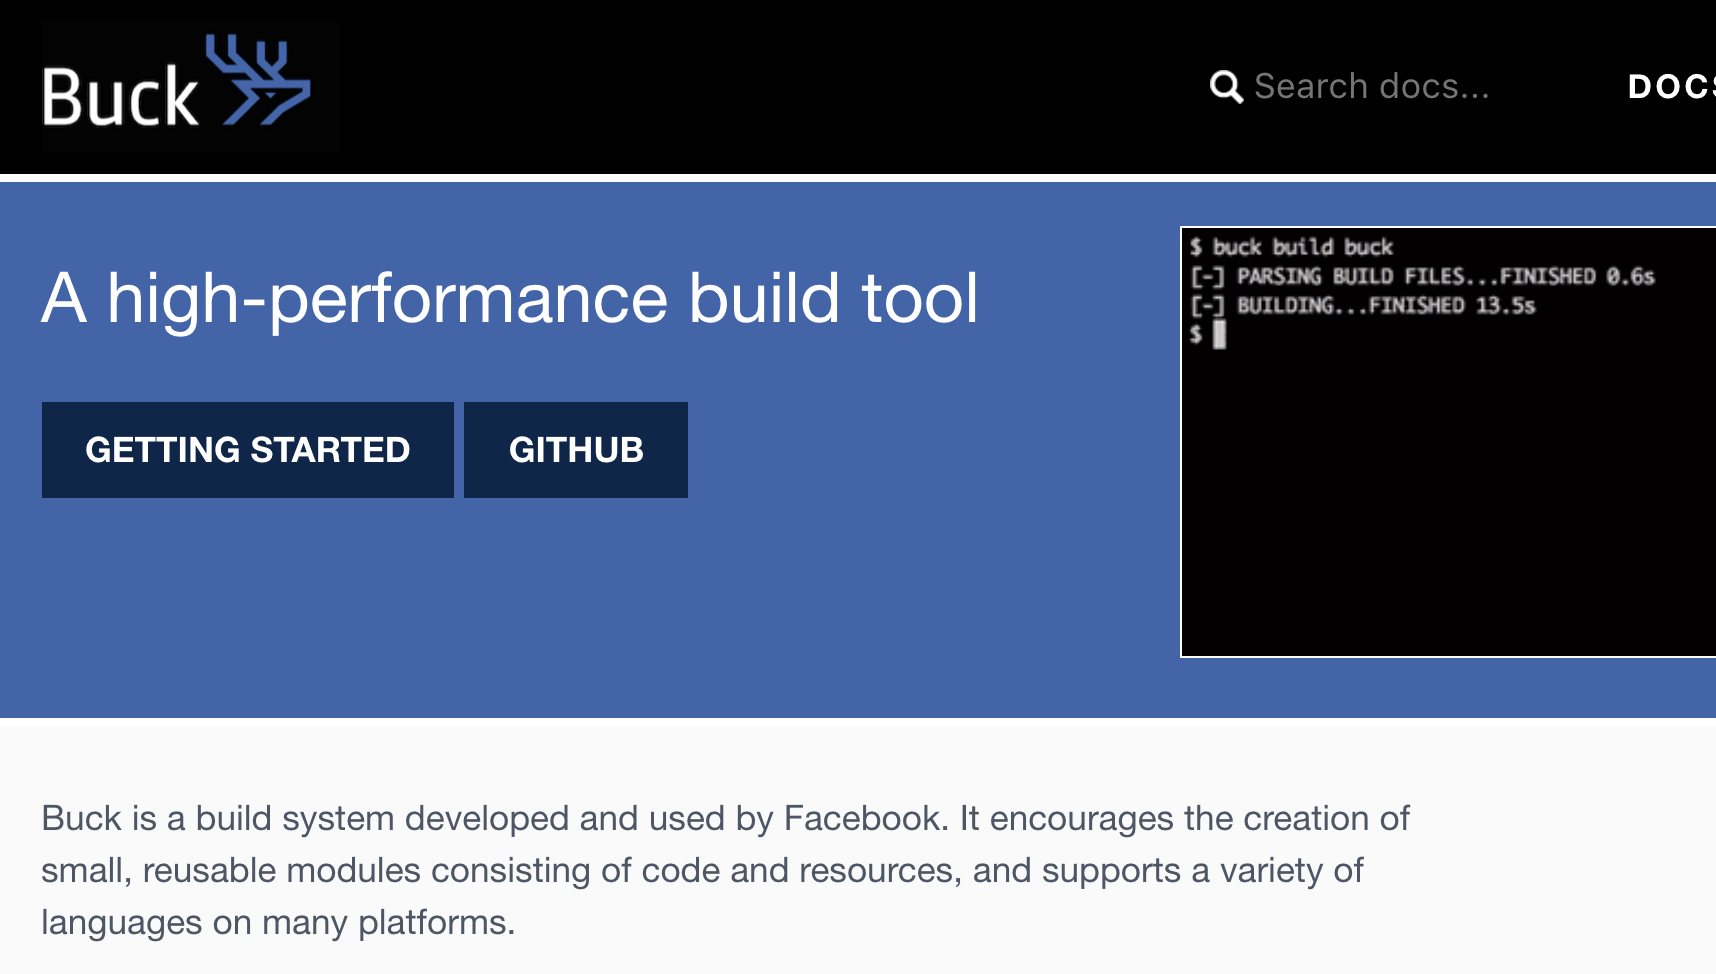 Buck
Search docs...
DOCS
A high-performance build tool
GETTING STARTED
GITHUB
$ buck build buck
[-] PARSING BUILD FILES...FINISHED 0.6s
[-] BUILDING...FINISHED 13.5s
$
Buck is a build system developed and used by Facebook. It encourages the creation of
small, reusable modules consisting of code and resources, and supports a variety of
languages on many platforms.